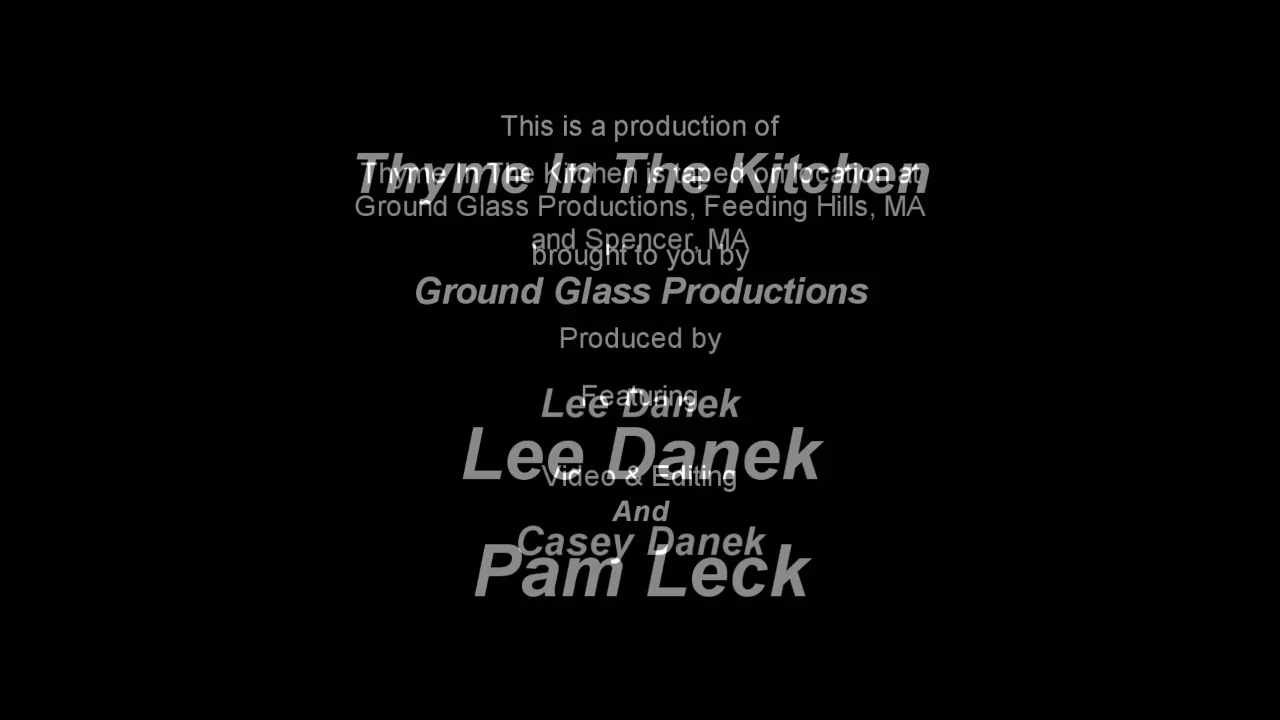 This is a production of
Thyme In The Kitchen
Thyme In The Kitchen is taped on location at
Ground Glass Productions, Feeding Hills, MA
and Spencer, MA
brought to you by
Ground Glass Productions
Produced by
Featuring
Lee Danek
Lee Danek
Video & Editing
And
Casey Danek
Pam Leck